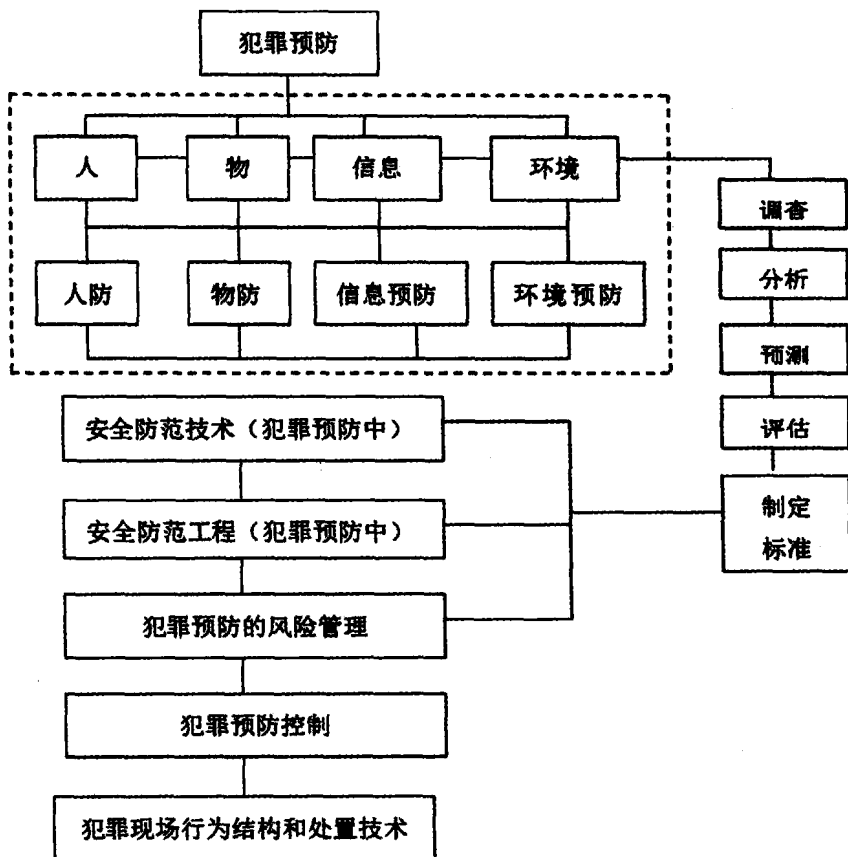 犯罪预防
人
物
信息
环境
人防
物防
信息预防
环境预防
调查
分析
预测
评估
制定
标准
安全防范技术（犯罪预防中）
安全防范工程（犯罪预防中）
犯罪预防的风险管理
犯罪预防控制
犯罪现场行为结构和处置技术